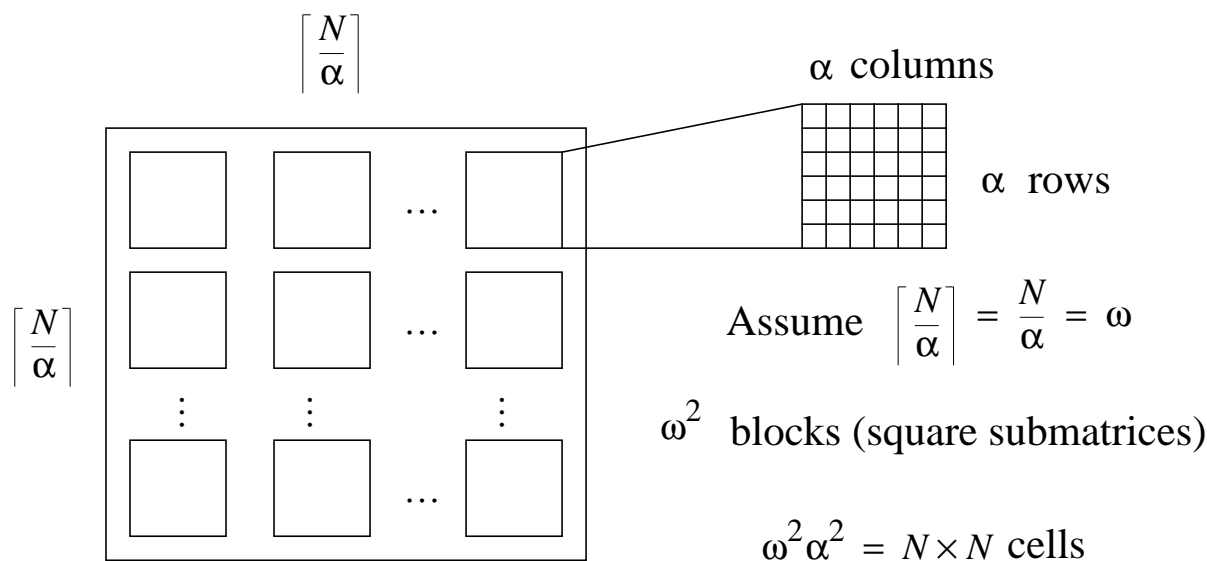 ⌈N/α⌉
α columns
α rows
...
⌈N/α⌉
...
Assume ⌈N/α⌉ = N/α = ω
⋮ ⋮ ⋮
ω² blocks (square submatrices)
...
ω²α² = N × N cells